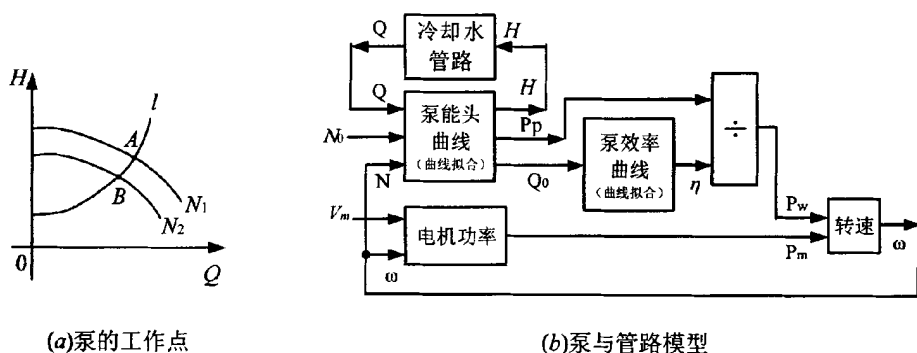 H
l
A
B
N₁
N₂
0
Q
(a)泵的工作点
冷却水
管路
Q
H
Q
H
泵能头
曲线
(曲线拟合)
N₀
N
Pp
Q₀
泵效率
曲线
(曲线拟合)
η
÷
Vₘ
电机功率
ω
P_w
P_m
转速
ω
(b)泵与管路模型